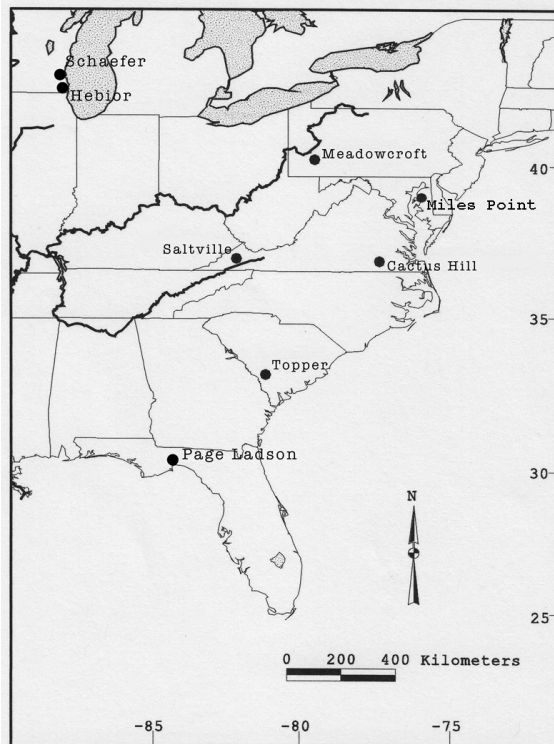 Schaefer
Hebior
Meadowcroft
40
Miles Point
Saltville
Cactus Hill
35
Topper
Page Ladson
30
N
25
0 200 400 Kilometers
-85 -80 -75